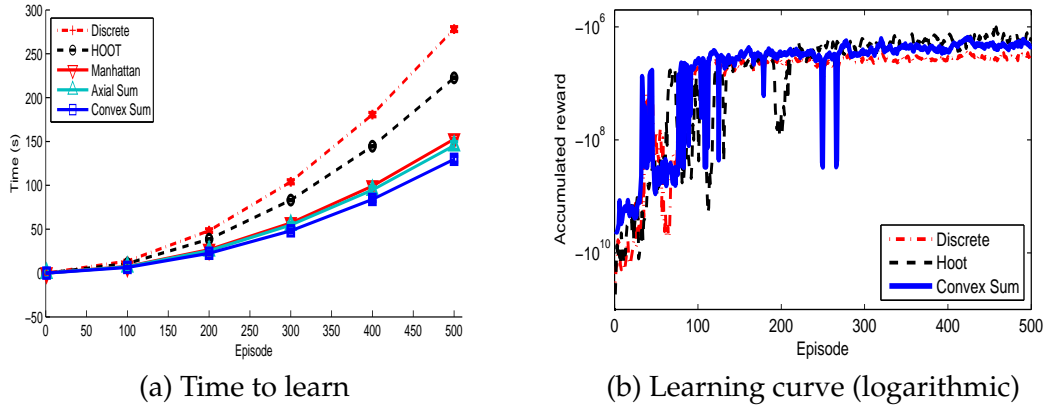 300
250
200
150
100
50
0
−50
Time (s)
0 50 100 150 200 250 300 350 400 450 500
Episode
Discrete
HOOT
Manhattan
Axial Sum
Convex Sum
(a) Time to learn
−10^6
−10^8
−10^10
Accumulated reward
0 100 200 300 400 500
Episode
Discrete
Hoot
Convex Sum
(b) Learning curve (logarithmic)